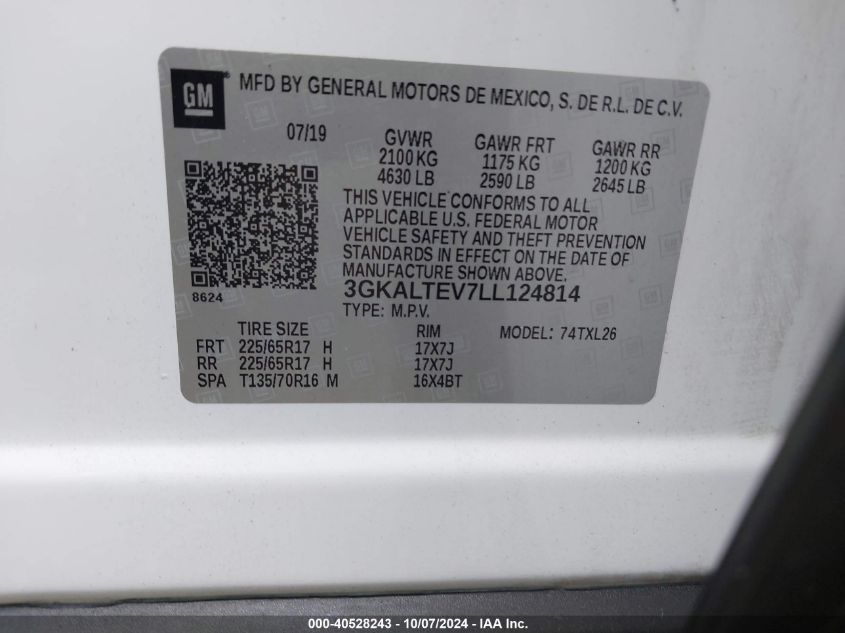 GM
MFD BY GENERAL MOTORS DE MEXICO, S. DE R.L. DE C.V.
07/19 GVWR GAWR FRT GAWR RR
2100 KG 1175 KG 1200 KG
4630 LB 2590 LB 2645 LB
THIS VEHICLE CONFORMS TO ALL
APPLICABLE U.S. FEDERAL MOTOR
VEHICLE SAFETY AND THEFT PREVENTION
STANDARDS IN EFFECT ON THE DATE OF
MANUFACTURE SHOWN ABOVE.
8624
3GKALTEV7LL124814
TYPE: M.P.V.
TIRE SIZE RIM MODEL: 74TXL26
FRT 225/65R17 H 17X7J
RR 225/65R17 H 17X7J
SPA T135/70R16 M 16X4BT
000-40528243 - 10/07/2024 - IAA Inc.